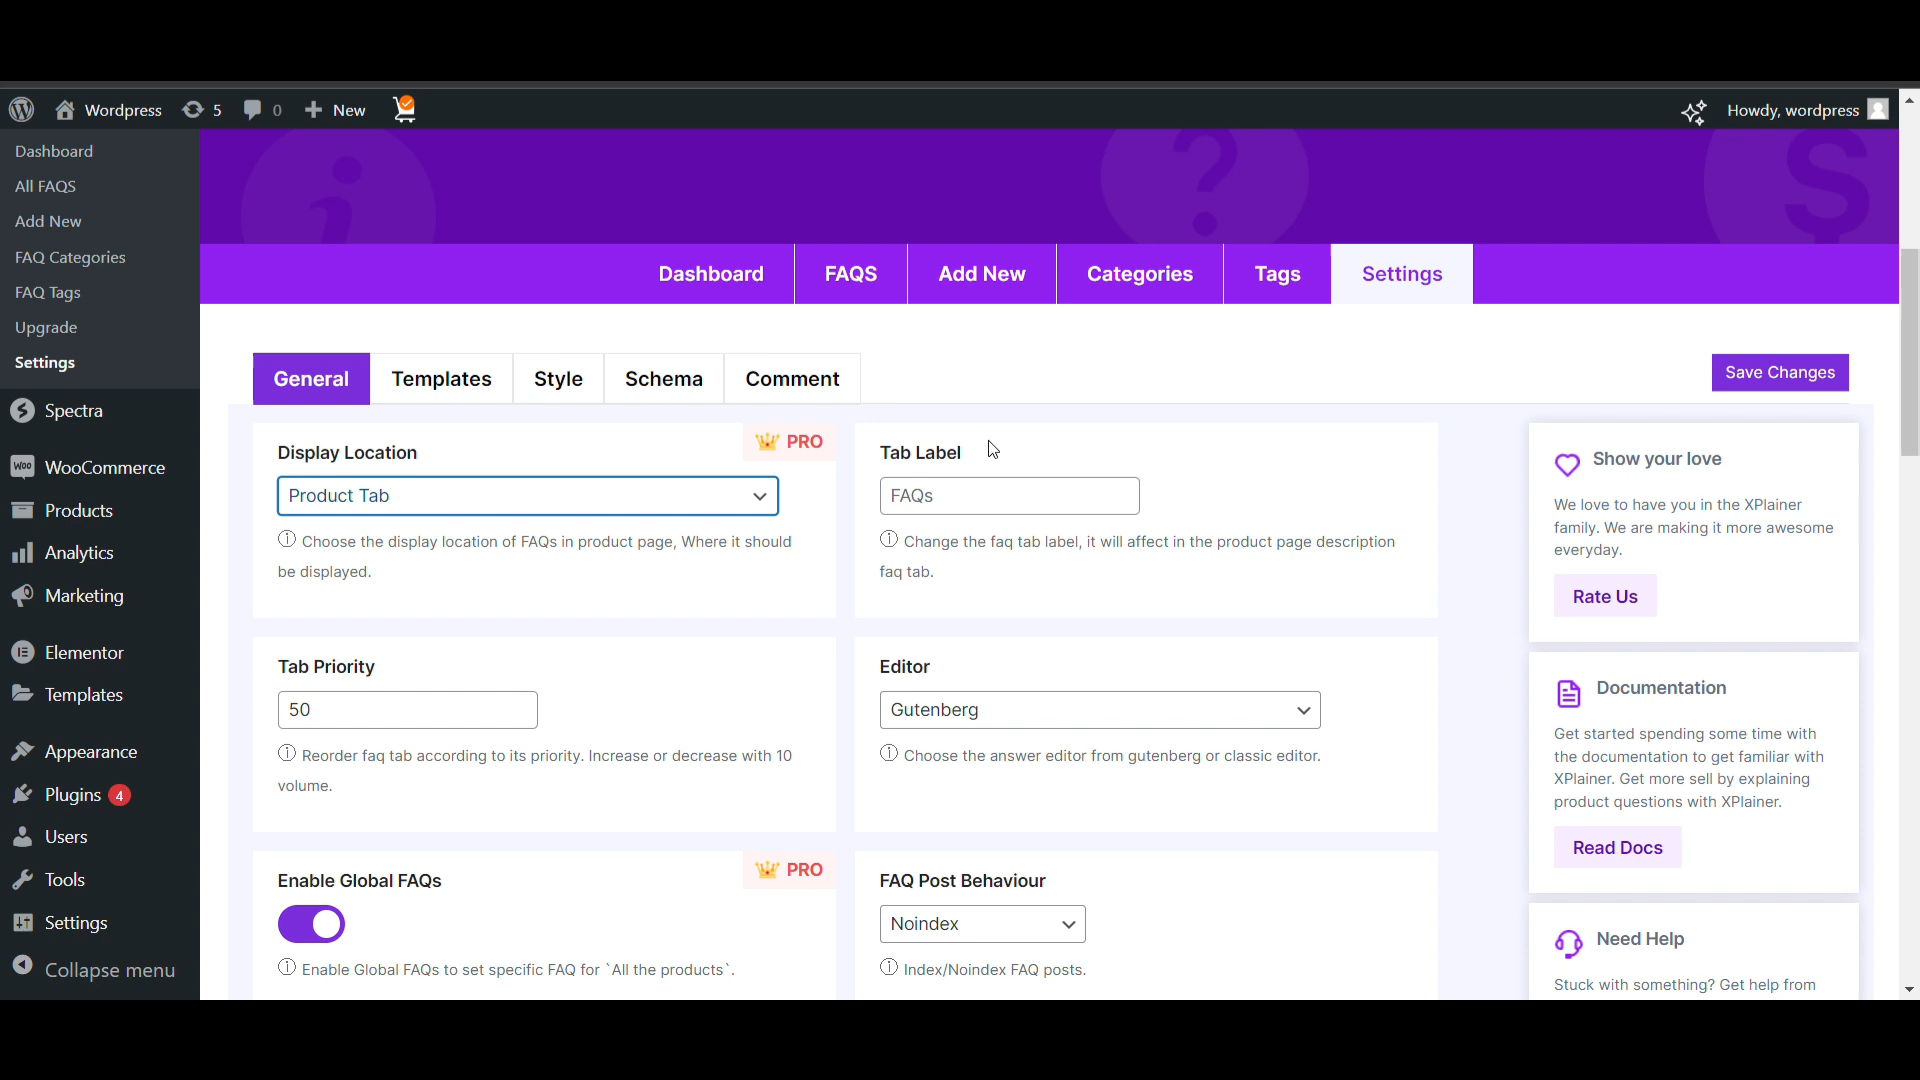 Wordpress 5 0 New Howdy, wordpress
Dashboard
All FAQS
Add New
FAQ Categories
FAQ Tags
Upgrade
Settings
Spectra
WooCommerce
Products
Analytics
Marketing
Elementor
Templates
Appearance
Plugins 4
Users
Tools
Settings
Collapse menu
Dashboard FAQS Add New Categories Tags Settings
General Templates Style Schema Comment Save Changes
Display Location PRO
Product Tab
Choose the display location of FAQs in product page, Where it should
be displayed.
Tab Label
FAQs
Change the faq tab label, it will affect in the product page description
faq tab.
Tab Priority
50
Reorder faq tab according to its priority. Increase or decrease with 10
volume.
Editor
Gutenberg
Choose the answer editor from gutenberg or classic editor.
Enable Global FAQs PRO
Enable Global FAQs to set specific FAQ for `All the products`.
FAQ Post Behaviour
Noindex
Index/Noindex FAQ posts.
Show your love
We love to have you in the XPlainer
family. We are making it more awesome
everyday.
Rate Us
Documentation
Get started spending some time with
the documentation to get familiar with
XPlainer. Get more sell by explaining
product questions with XPlainer.
Read Docs
Need Help
Stuck with something? Get help from